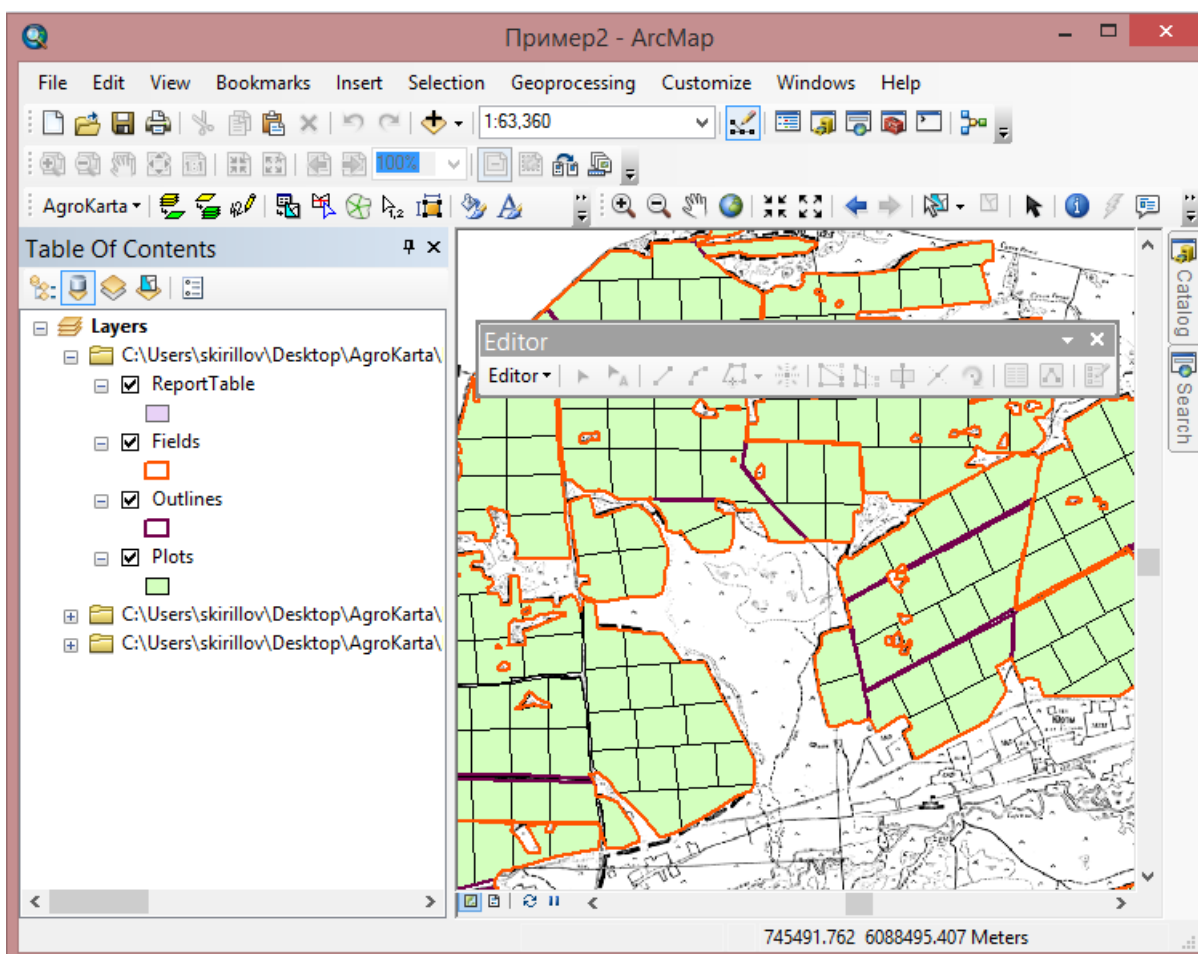 Пример2 - ArcMap
File Edit View Bookmarks Insert Selection Geoprocessing Customize Windows Help
1:63,360
100%
AgroKarta
Table Of Contents
Layers
C:\Users\skirillov\Desktop\AgroKarta\
ReportTable
Fields
Outlines
Plots
C:\Users\skirillov\Desktop\AgroKarta\
C:\Users\skirillov\Desktop\AgroKarta\
Editor
Editor
Catalog
Search
745491.762 6088495.407 Meters